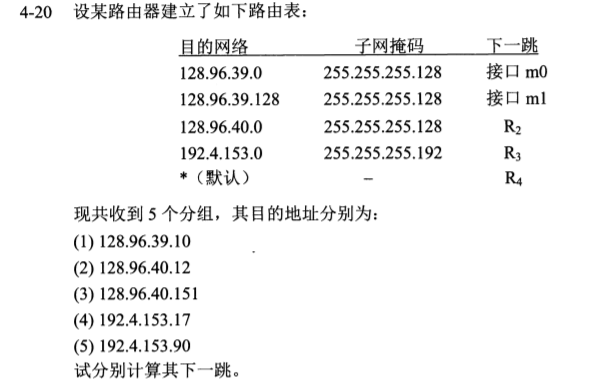 4-20 设某路由器建立了如下路由表：
目的网络 子网掩码 下一跳
128.96.39.0 255.255.255.128 接口 m0
128.96.39.128 255.255.255.128 接口 m1
128.96.40.0 255.255.255.128 R₂
192.4.153.0 255.255.255.192 R₃
*（默认） – R₄
现共收到 5 个分组，其目的地址分别为：
(1) 128.96.39.10
(2) 128.96.40.12
(3) 128.96.40.151
(4) 192.4.153.17
(5) 192.4.153.90
试分别计算其下一跳。